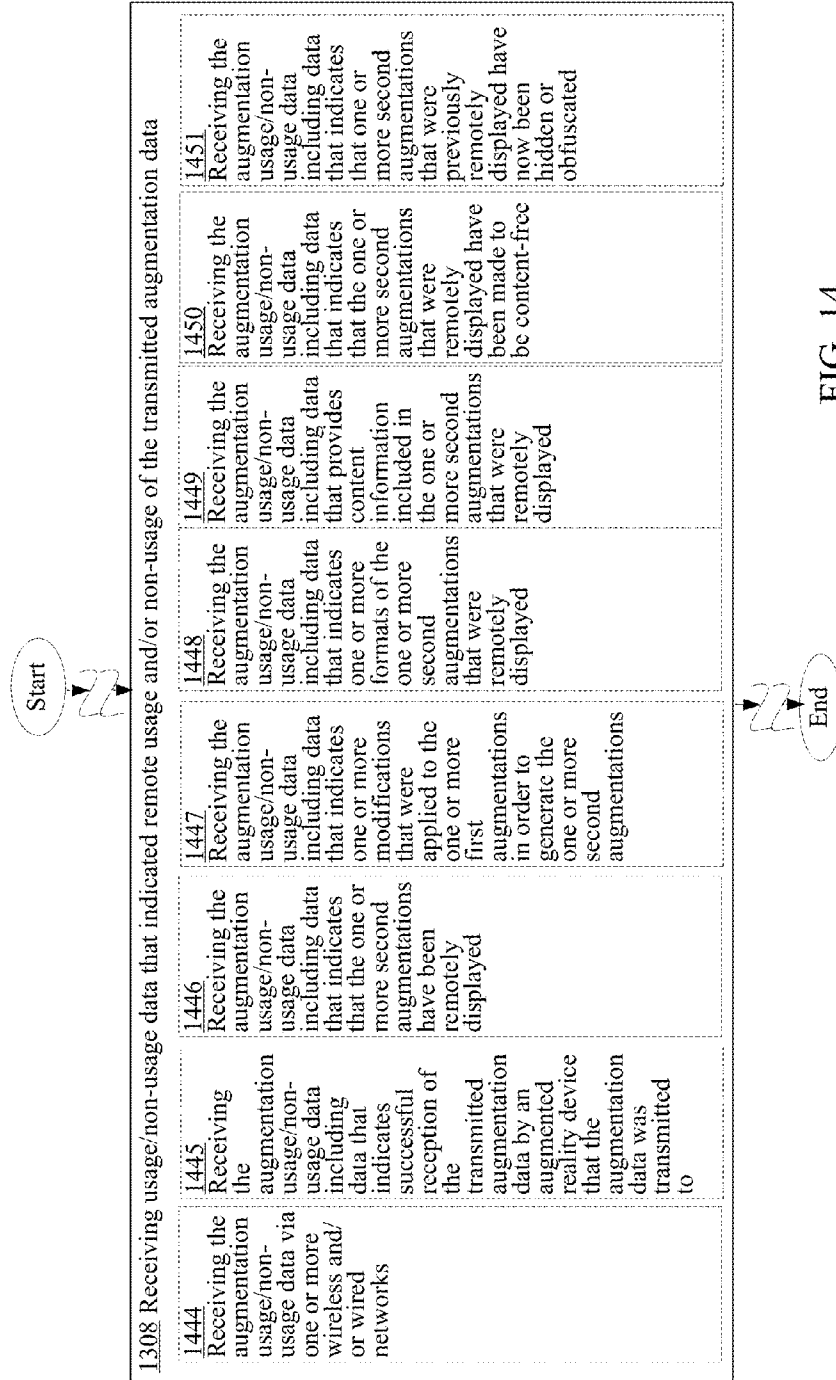 Start
1308 Receiving usage/non-usage data that indicated remote usage and/or non-usage of the transmitted augmentation data
1444
Receiving the
augmentation
usage/non-
usage data via
one or more
wireless and/
or wired
networks
1445
Receiving
the
augmentation
usage/non-
usage data
including
data that
indicates
successful
reception of
the
transmitted
augmentation
data by an
augmented
reality device
that the
augmentation
data was
transmitted
to
1446
Receiving the
augmentation
usage/non-
usage data
including data
that indicates
that the one or
more second
augmentations
have been
remotely
displayed
1447
Receiving the
augmentation
usage/non-
usage data
including data
that indicates
one or more
modifications
that were
applied to the
one or more
first
augmentations
in order to
generate the
one or more
second
augmentations
1448
Receiving the
augmentation
usage/non-
usage data
including data
that indicates
one or more
formats of the
one or more
second
augmentations
that were
remotely
displayed
1449
Receiving the
augmentation
usage/non-
usage data
including data
that provides
content
information
included in
the one or
more second
augmentations
that were
remotely
displayed
1450
Receiving the
augmentation
usage/non-
usage data
including data
that indicates
that the one or
more second
augmentations
that were
remotely
displayed have
been made to
be content-free
1451
Receiving the
augmentation
usage/non-
usage data
including data
that indicates
that one or
more second
augmentations
that were
previously
remotely
displayed have
now been
hidden or
obfuscated
End
FIG. 14